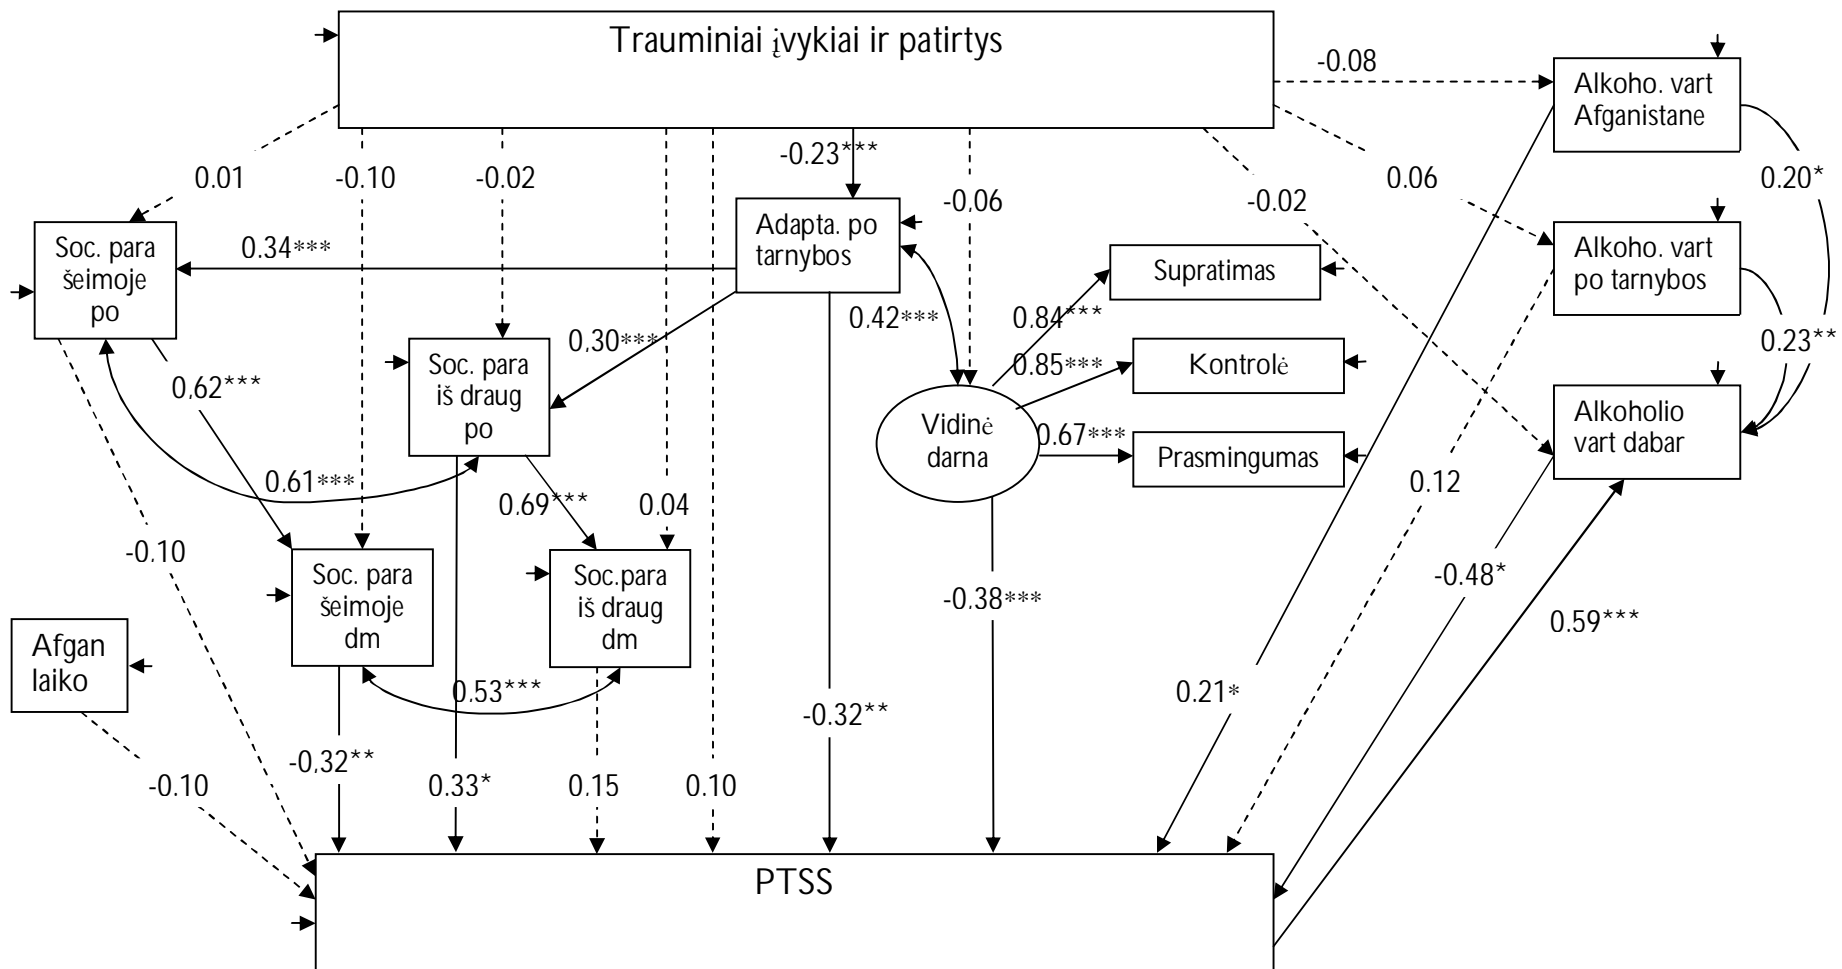 Trauminiai įvykiai ir patirtys
-0.08
Alkoho. vart
Afganistane
0.01
-0.10
-0.02
-0.23***
-0.06
-0.02
0.06
0.20*
Soc. para
šeimoje
po
0.34***
Adapta. po
tarnybos
Supratimas
Alkoho. vart
po tarnybos
0.42***
0.84***
0.30***
0.23**
Soc. para
iš draug
po
0.85***
Kontrolė
0.62***
Vidinė
darna
0.67***
Prasmingumas
Alkoholio
vart dabar
0.61***
0.69***
0.04
0.12
-0.10
Soc. para
šeimoje
dm
Soc.para
iš draug
dm
-0.38***
-0.48*
0.59***
Afgan
laiko
0.53***
0.21*
-0.32**
-0.32**
-0.10
0.33*
0.15
0.10
PTSS